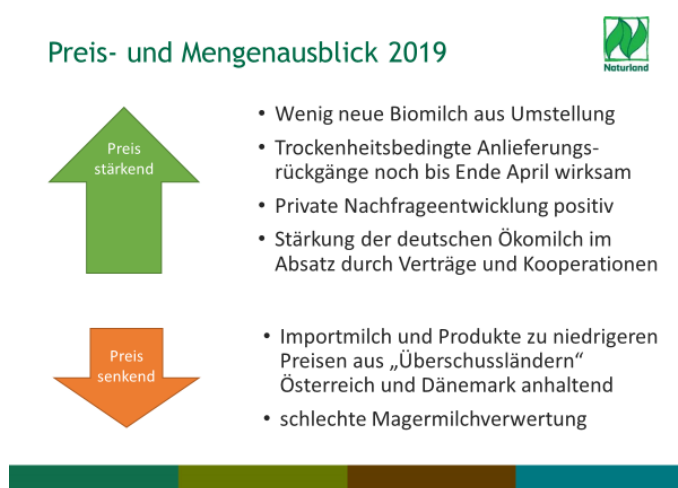 Preis- und Mengenausblick 2019
Naturland
Preis
stärkend
• Wenig neue Biomilch aus Umstellung
• Trockenheitsbedingte Anlieferungs-
rückgänge noch bis Ende April wirksam
• Private Nachfrageentwicklung positiv
• Stärkung der deutschen Ökomilch im
Absatz durch Verträge und Kooperationen
Preis
senkend
• Importmilch und Produkte zu niedrigeren
Preisen aus „Überschussländern“
Österreich und Dänemark anhaltend
• schlechte Magermilchverwertung